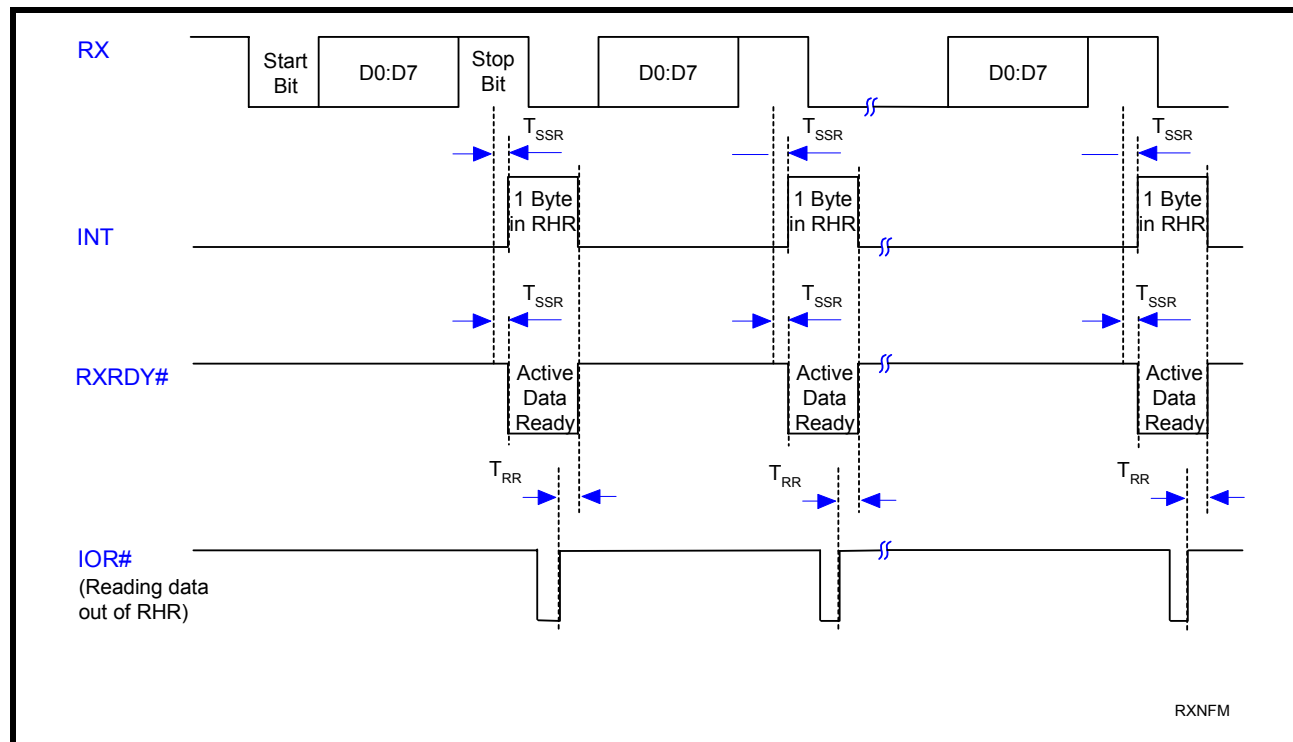 RX
Start
Bit
D0:D7
Stop
Bit
D0:D7
D0:D7
TSSR
TSSR
TSSR
1 Byte
in RHR
1 Byte
in RHR
1 Byte
in RHR
INT
TSSR
TSSR
TSSR
RXRDY#
Active
Data
Ready
Active
Data
Ready
Active
Data
Ready
TRR
TRR
TRR
IOR#
(Reading data
out of RHR)
RXNFM